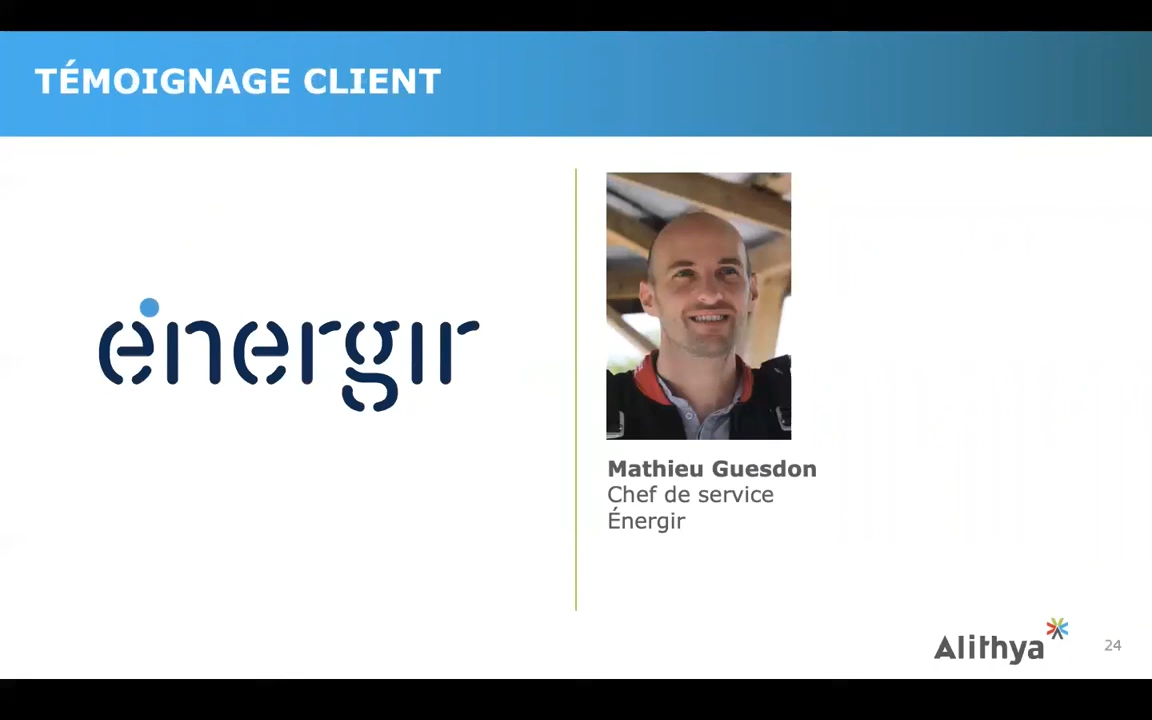 TÉMOIGNAGE CLIENT
énergir
Mathieu Guesdon
Chef de service
Énergir
Alithya
24